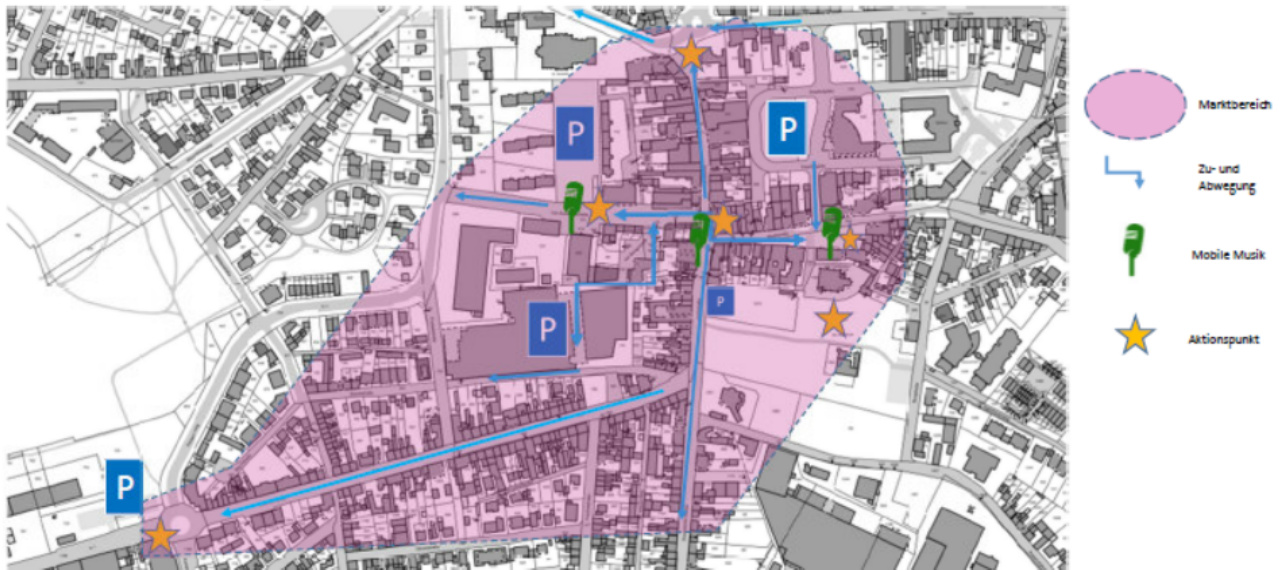 P
P
P
P
P
Marktbereich
Zu- und
Abwegung
Mobile Musik
Aktionspunkt